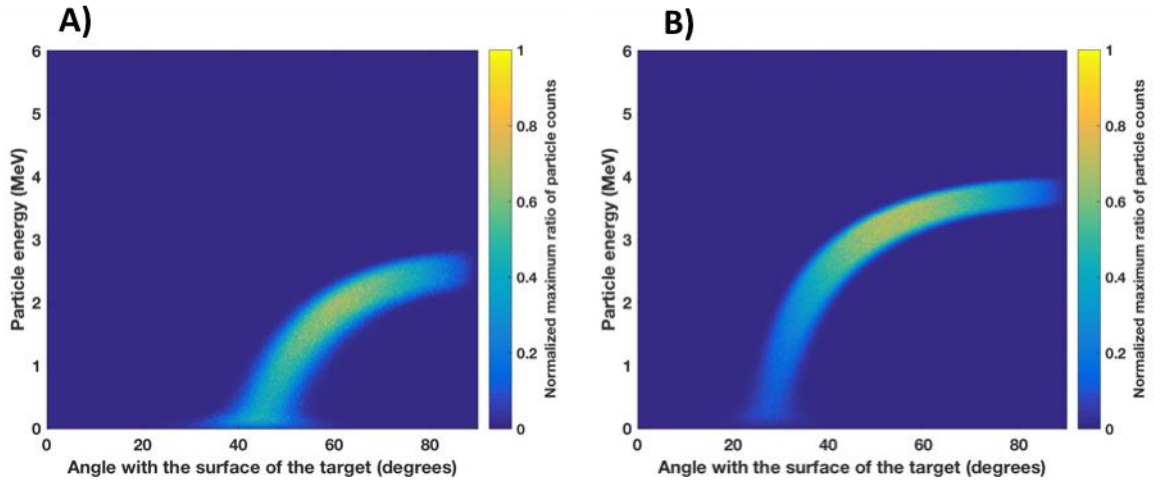 A)
6
5
4
3
2
1
0
0 20 40 60 80
Particle energy (MeV)
Angle with the surface of the target (degrees)
1
0.8
0.6
0.4
0.2
0
Normalized maximum ratio of particle counts
B)
6
5
4
3
2
1
0
0 20 40 60 80
Particle energy (MeV)
Angle with the surface of the target (degrees)
1
0.8
0.6
0.4
0.2
0
Normalized maximum ratio of particle counts